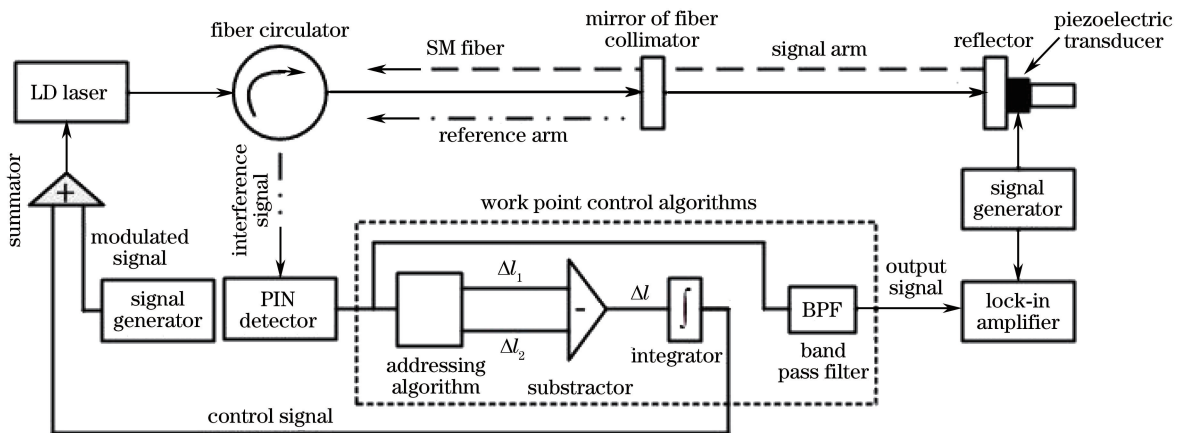 fiber circulator
mirror of fiber
collimator
piezoelectric
transducer
SM fiber
signal arm
reflector
LD laser
reference arm
summator
+
interference
signal
work point control algorithms
signal
generator
modulated
signal
signal
generator
PIN
detector
Δl₁
Δl₂
-
Δl
∫
BPF
output
signal
lock-in
amplifier
addressing
algorithm
substractor
integrator
band
pass filter
control signal